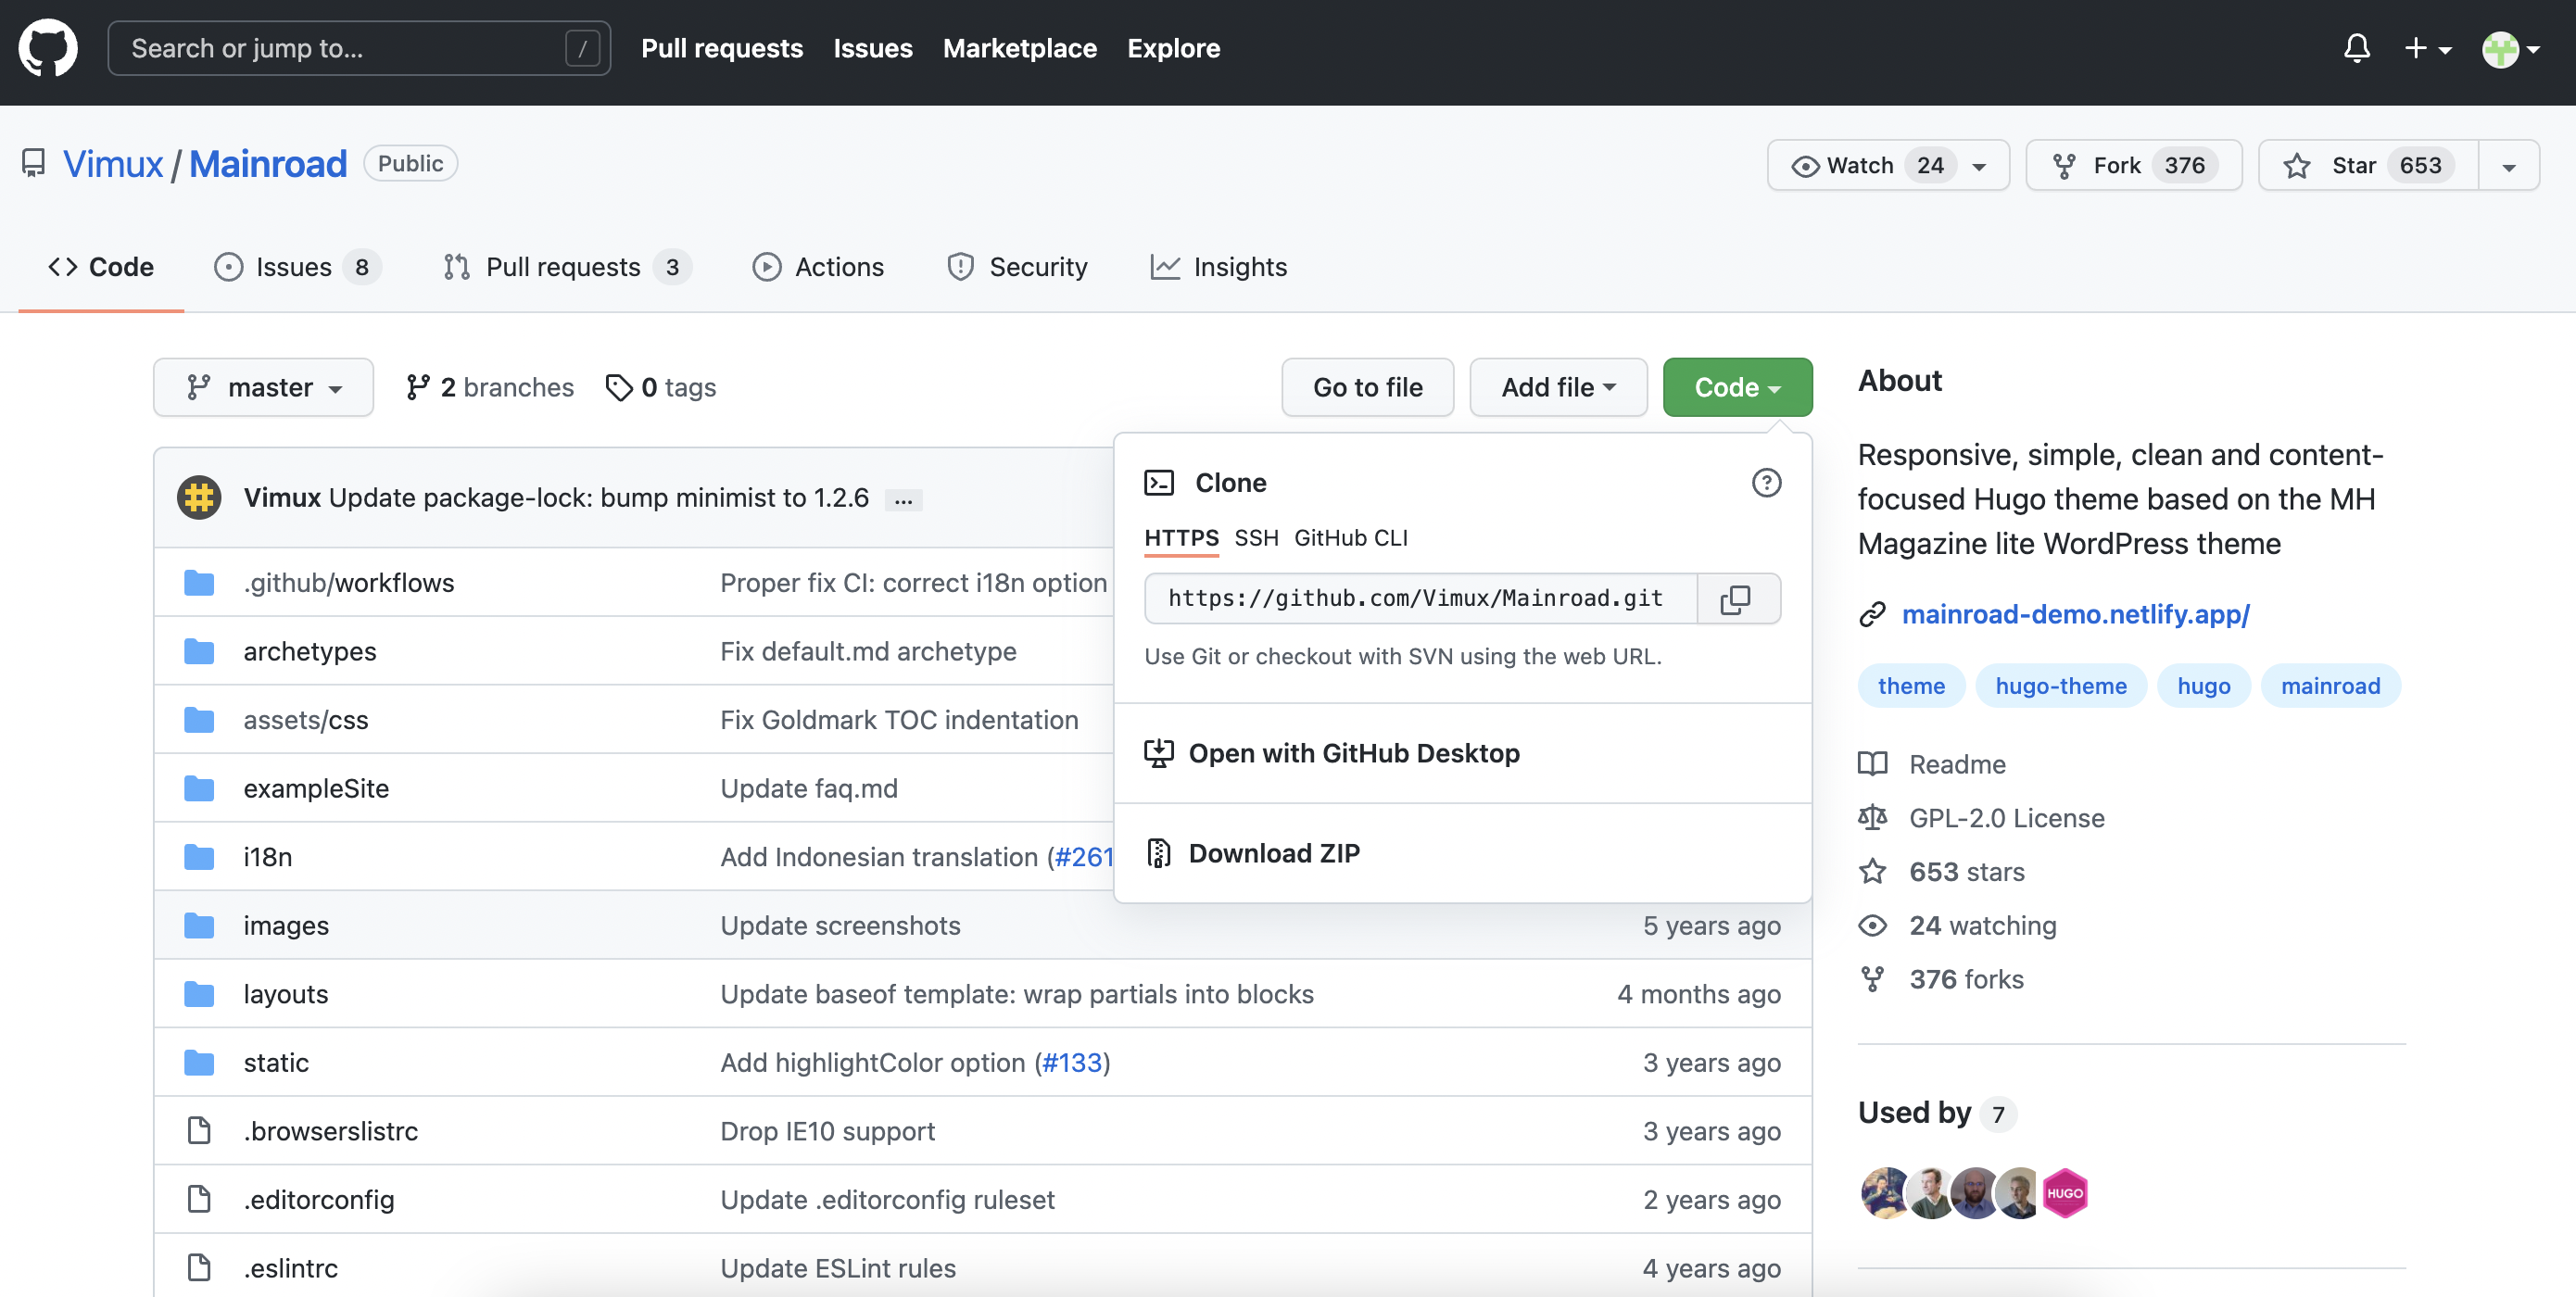 Search or jump to... /
Pull requests Issues Marketplace Explore
Vimux / Mainroad Public
Watch 24
Fork 376
Star 653
Code
Issues 8
Pull requests 3
Actions
Security
Insights
master
2 branches
0 tags
Go to file
Add file
Code
Vimux Update package-lock: bump minimist to 1.2.6 ...
.github/workflows Proper fix CI: correct i18n option
archetypes Fix default.md archetype
assets/css Fix Goldmark TOC indentation
exampleSite Update faq.md
i18n Add Indonesian translation (#261
images Update screenshots 5 years ago
layouts Update baseof template: wrap partials into blocks 4 months ago
static Add highlightColor option (#133) 3 years ago
.browserslistrc Drop IE10 support 3 years ago
.editorconfig Update .editorconfig ruleset 2 years ago
.eslintrc Update ESLint rules 4 years ago
Clone
HTTPS SSH GitHub CLI
https://github.com/Vimux/Mainroad.git
Use Git or checkout with SVN using the web URL.
Open with GitHub Desktop
Download ZIP
About
Responsive, simple, clean and content-
focused Hugo theme based on the MH
Magazine lite WordPress theme
mainroad-demo.netlify.app/
theme hugo-theme hugo mainroad
Readme
GPL-2.0 License
653 stars
24 watching
376 forks
Used by 7
HUGO